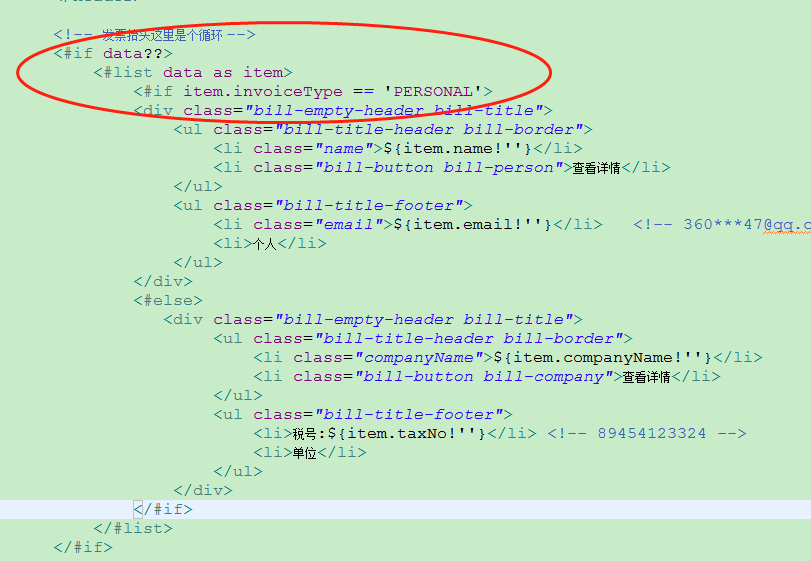 <!-- 发票抬头这里是个循环 -->
<#if data??>
<#list data as item>
<#if item.invoiceType == 'PERSONAL'>
<div class="bill-empty-header bill-title">
<ul class="bill-title-header bill-border">
<li class="name">${item.name!''}</li>
<li class="bill-button bill-person">查看详情</li>
</ul>
<ul class="bill-title-footer">
<li class="email">${item.email!''}</li> <!-- 360***47@qq.c
<li>个人</li>
</ul>
</div>
<#else>
<div class="bill-empty-header bill-title">
<ul class="bill-title-header bill-border">
<li class="companyName">${item.companyName!''}</li>
<li class="bill-button bill-company">查看详情</li>
</ul>
<ul class="bill-title-footer">
<li>税号:${item.taxNo!''}</li> <!-- 89454123324 -->
<li>单位</li>
</ul>
</div>
</#if>
</#list>
</#if>